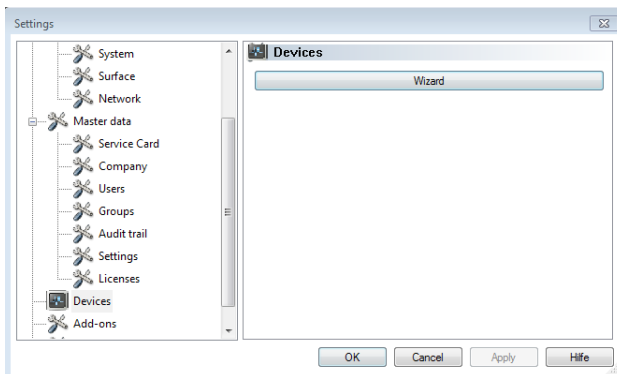 Settings
System
Surface
Network
Master data
Service Card
Company
Users
Groups
Audit trail
Settings
Licenses
Devices
Add-ons
Devices
Wizard
OK
Cancel
Apply
Hilfe